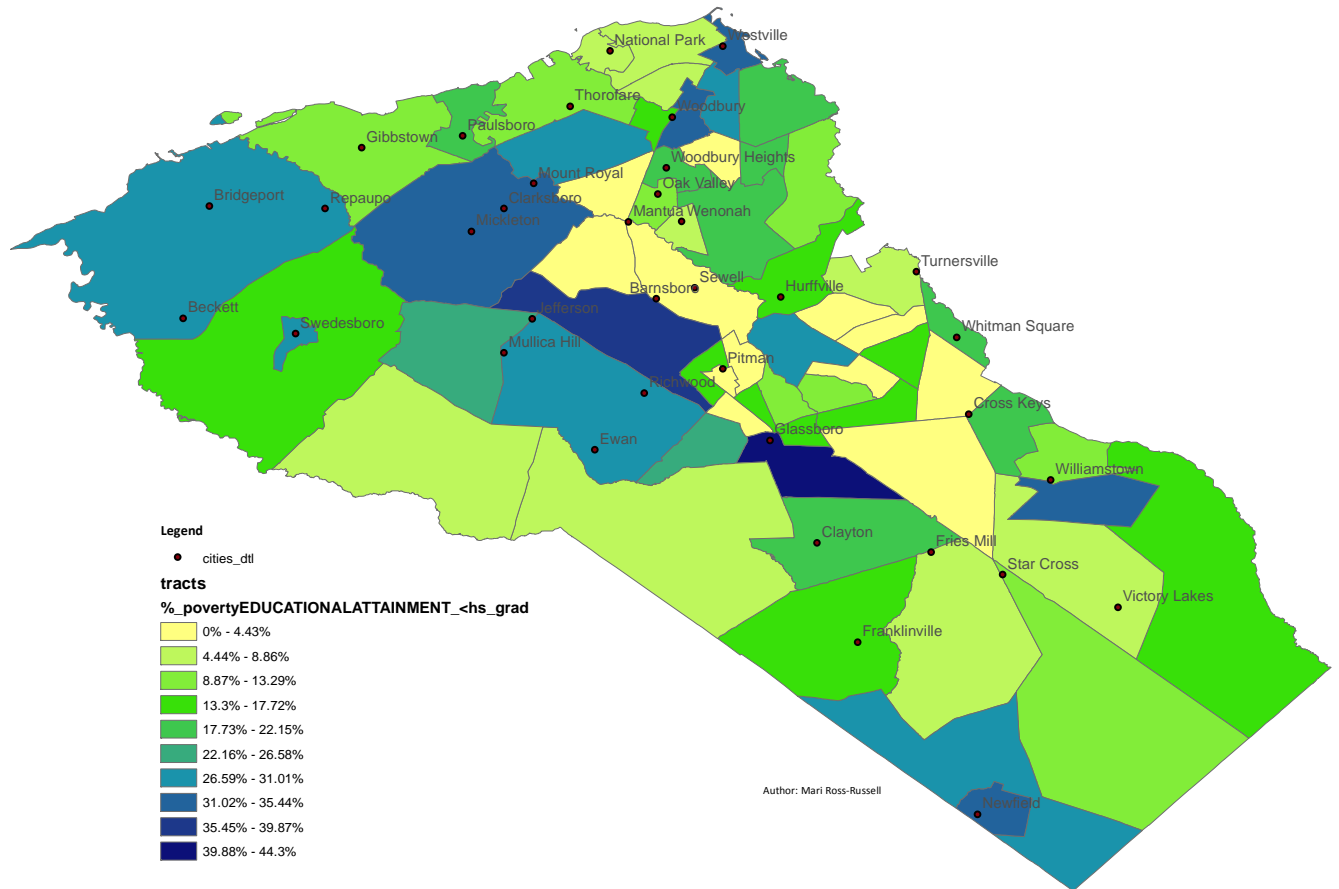 National Park
Westville
Thorofare
Woodbury
Paulsboro
Gibbstown
Woodbury Heights
Mount Royal
Oak Valley
Bridgeport
Repaupo
Clarksboro
Mantua
Wenonah
Mickleton
Turnersville
Sewell
Barnsboro
Hurffville
Beckett
Swedesboro
Jefferson
Whitman Square
Mullica Hill
Pitman
Richwood
Cross Keys
Glassboro
Ewan
Williamstown
Clayton
Fries Mill
Star Cross
Victory Lakes
Franklinville
Newfield
Legend
cities_dtl
tracts
%_povertyEDUCATIONALATTAINMENT_<hs_grad
0% - 4.43%
4.44% - 8.86%
8.87% - 13.29%
13.3% - 17.72%
17.73% - 22.15%
22.16% - 26.58%
26.59% - 31.01%
31.02% - 35.44%
35.45% - 39.87%
39.88% - 44.3%
Author: Mari Ross-Russell